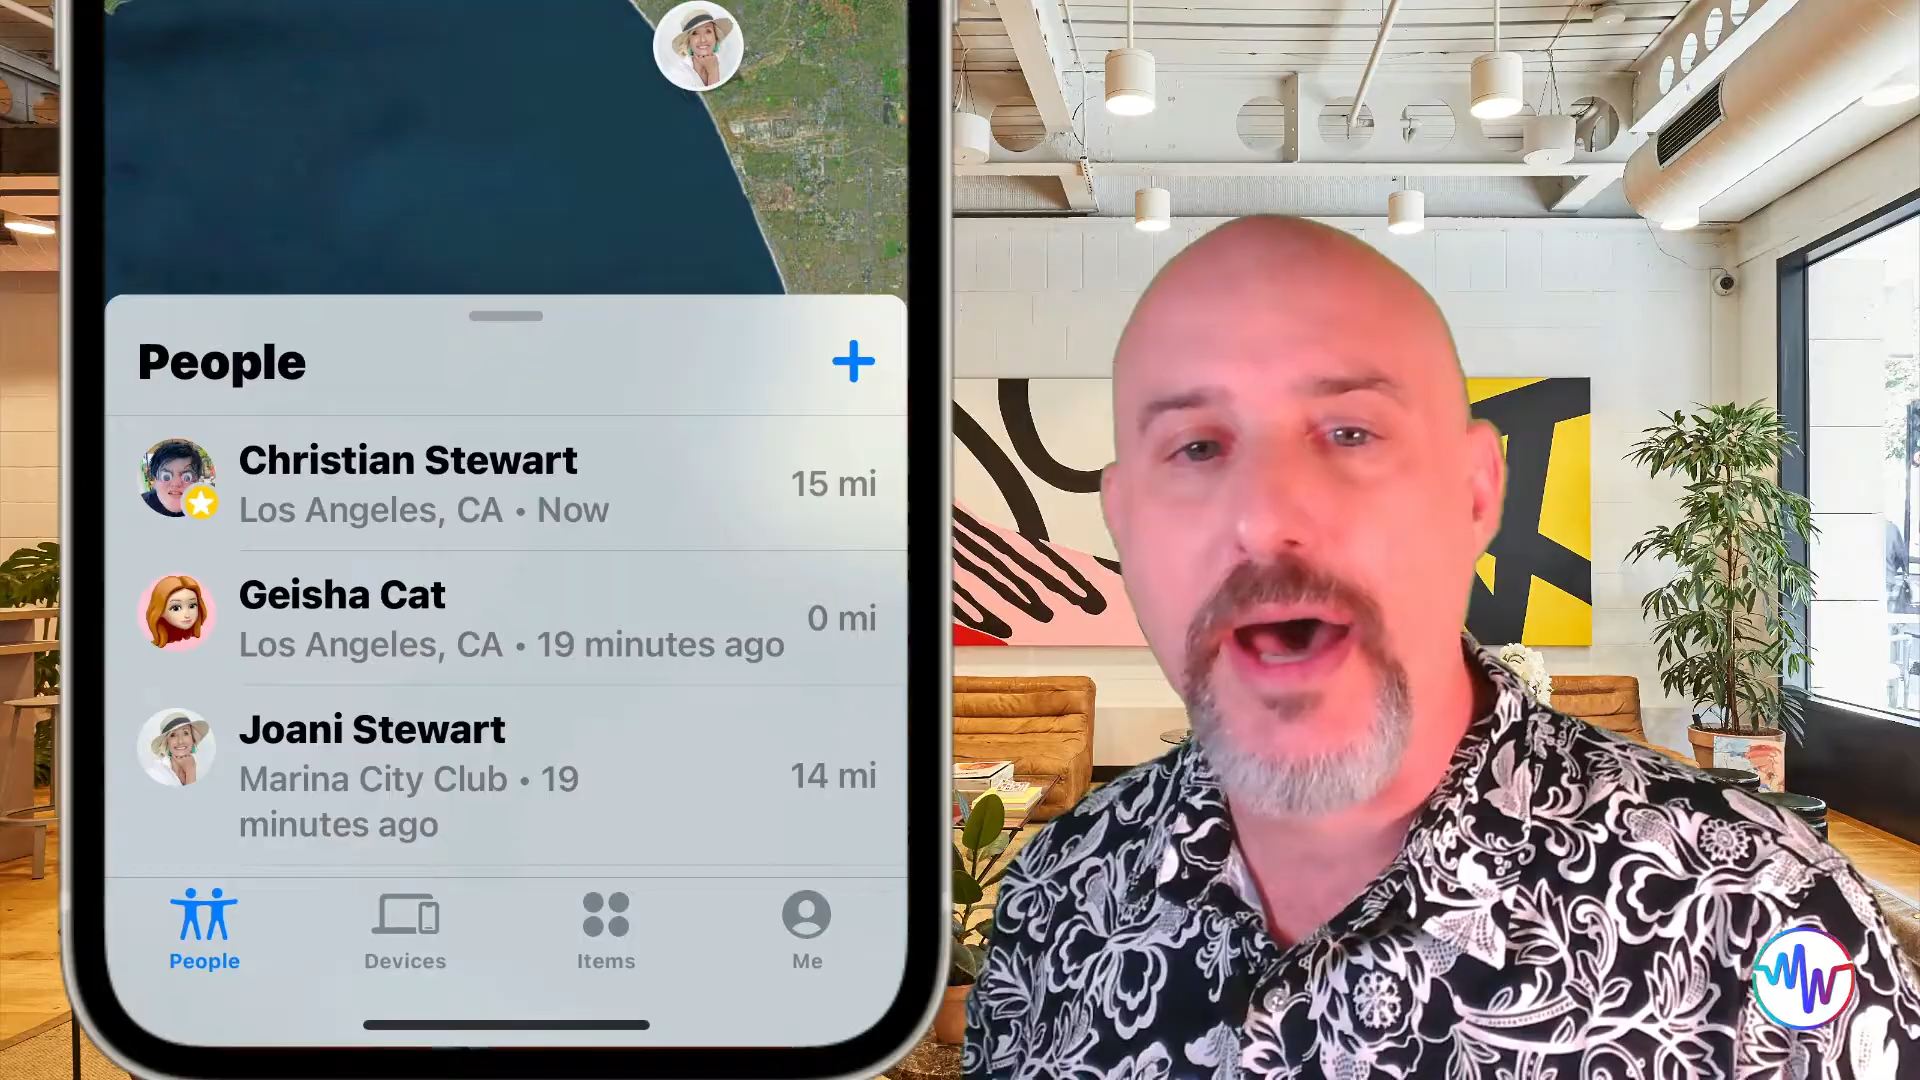 People
Christian Stewart
Los Angeles, CA • Now
15 mi
Geisha Cat
Los Angeles, CA • 19 minutes ago
0 mi
Joani Stewart
Marina City Club • 19
minutes ago
14 mi
People
Devices
Items
Me
MW